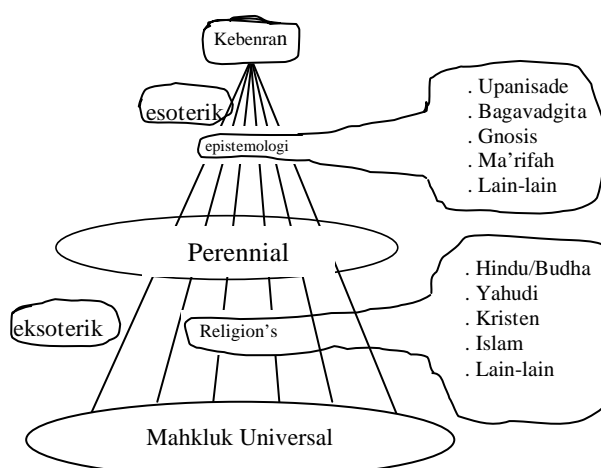 Kebenran
esoterik
epistemologi
. Upanisade
. Bagavadgita
. Gnosis
. Ma'rifah
. Lain-lain
Perennial
eksoterik
Religion's
. Hindu/Budha
. Yahudi
. Kristen
. Islam
. Lain-lain
Mahkluk Universal